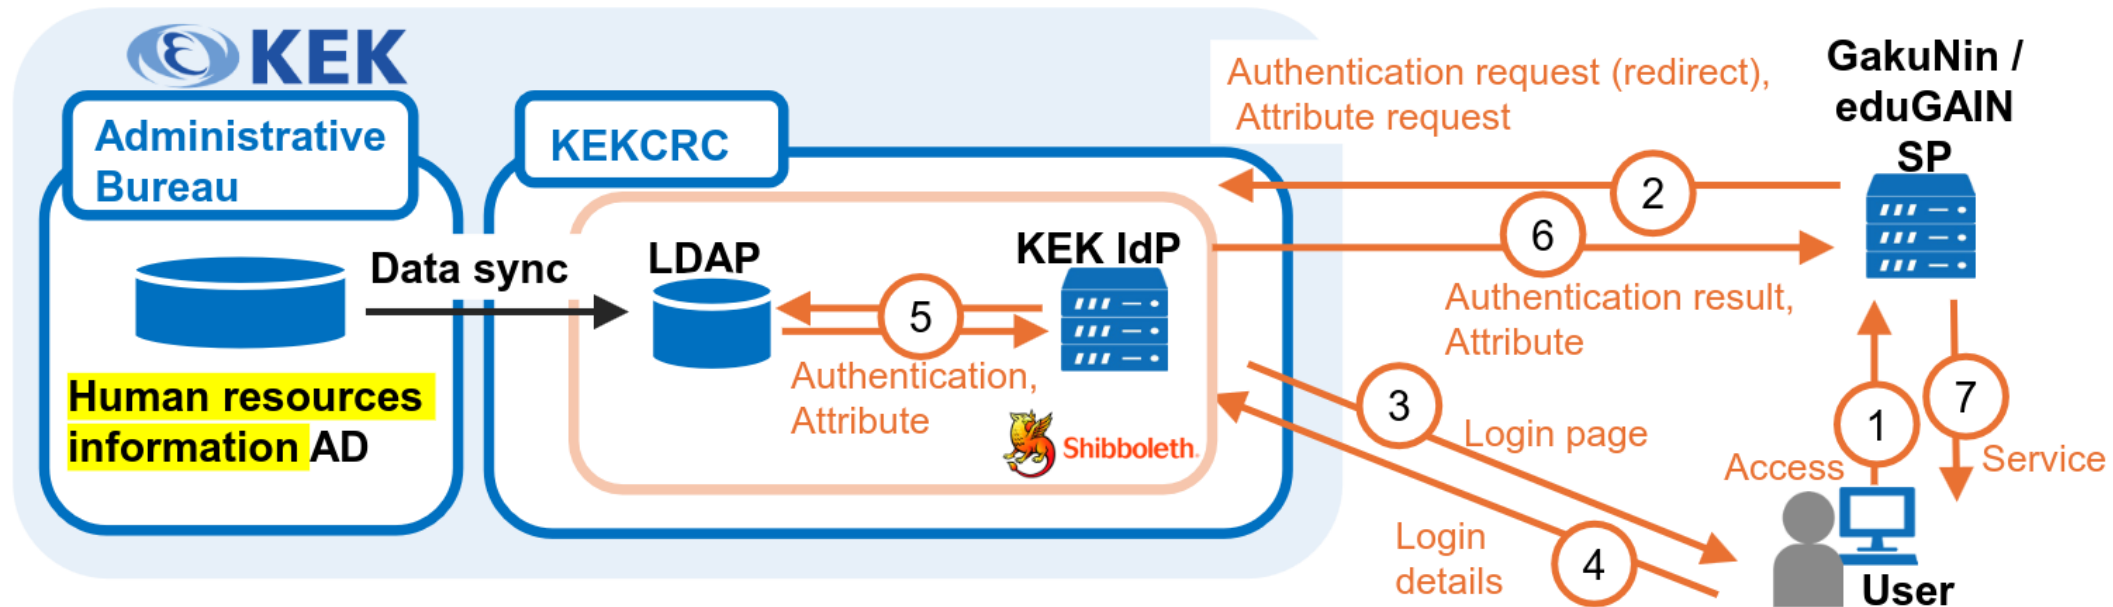 KEK
Administrative
Bureau
KEKCRC
Data sync
LDAP
KEK IdP
5
Authentication,
Attribute
Shibboleth.
Human resources
information AD
Authentication request (redirect),
Attribute request
GakuNin /
eduGAIN
SP
2
6
Authentication result,
Attribute
3
Login page
Login
details
4
1
Access
7
Service
User